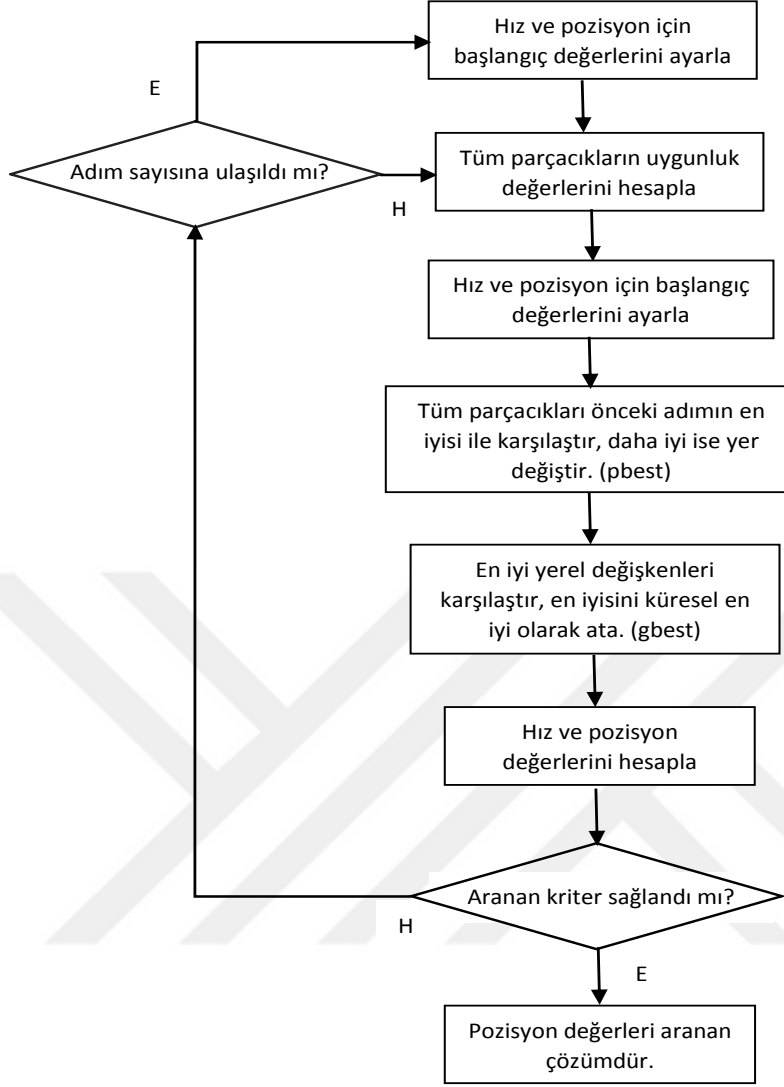 Hız ve pozisyon için
başlangıç değerlerini ayarla
E
Adım sayısına ulaşıldı mı?
H
Tüm parçacıkların uygunluk
değerlerini hesapla
Hız ve pozisyon için başlangıç
değerlerini ayarla
Tüm parçacıkları önceki adımın en
iyisi ile karşılaştır, daha iyi ise yer
değiştir. (pbest)
En iyi yerel değişkenleri
karşılaştır, en iyisini küresel en
iyi olarak ata. (gbest)
Hız ve pozisyon
değerlerini hesapla
Aranan kriter sağlandı mı?
H
E
Pozisyon değerleri aranan
çözümdür.